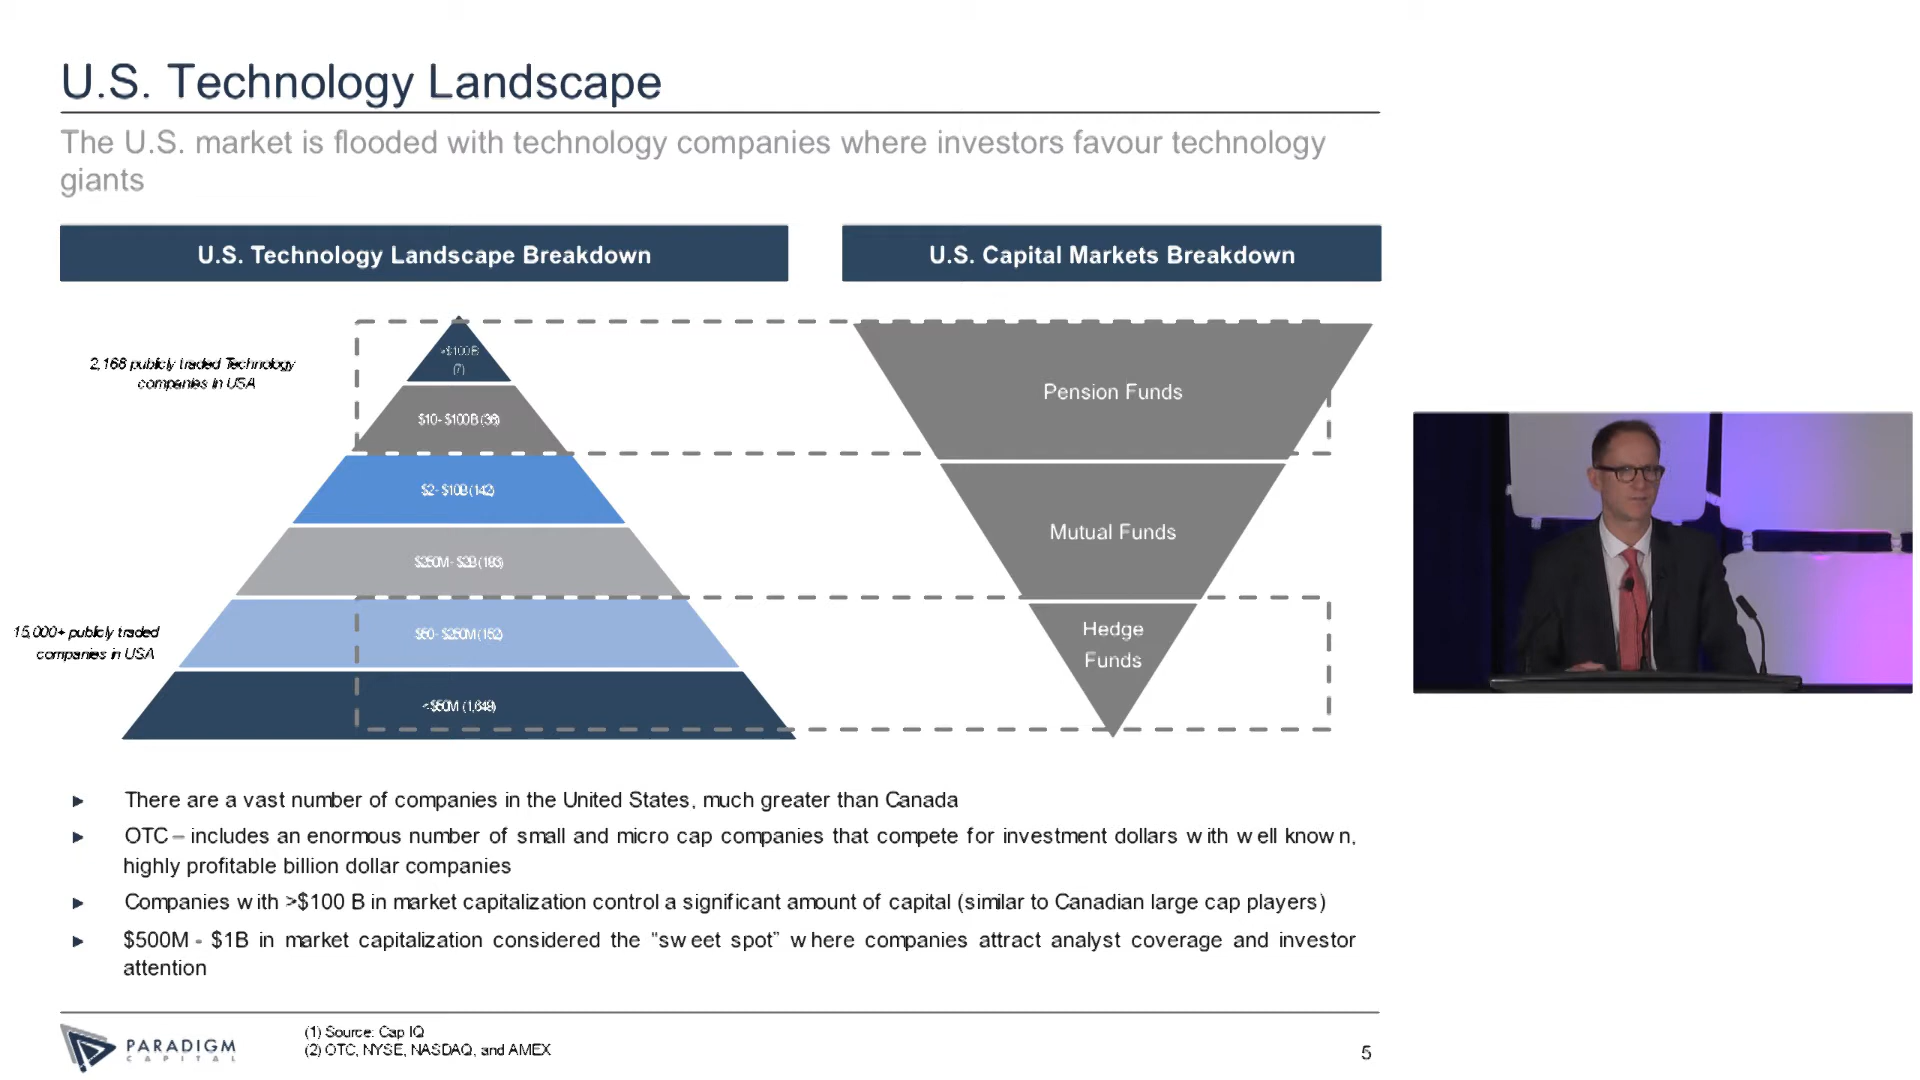 U.S. Technology Landscape
The U.S. market is flooded with technology companies where investors favour technology
giants
U.S. Technology Landscape Breakdown
U.S. Capital Markets Breakdown
2,168 publicly traded Technology
companies in USA
>$100B
(7)
$10- $100B (36)
$2- $10B (142)
$250M- $2B (183)
$50- $250M (152)
<$50M (1,649)
15,000+ publicly traded
companies in USA
Pension Funds
Mutual Funds
Hedge
Funds
► There are a vast number of companies in the United States, much greater than Canada
► OTC – includes an enormous number of small and micro cap companies that compete for investment dollars with well known,
highly profitable billion dollar companies
► Companies with >$100 B in market capitalization control a significant amount of capital (similar to Canadian large cap players)
► $500M - $1B in market capitalization considered the “sweet spot” where companies attract analyst coverage and investor
attention
PARADIGM
CAPITAL
(1) Source: Cap IQ
(2) OTC, NYSE, NASDAQ, and AMEX
5